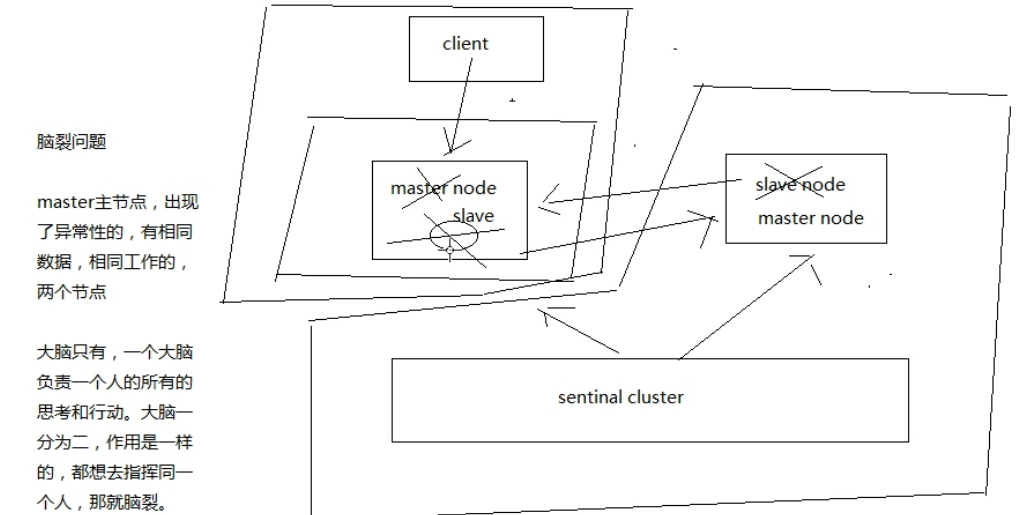 client
脑裂问题
master主节点，出现
了异常性的，有相同
数据，相同工作的，
两个节点
master node
slave
slave node
master node
大脑只有，一个大脑
负责一个人的所有的
思考和行动。大脑一
分为二，作用是一样
的，都想去指挥同一
个人，那就脑裂。
sentinal cluster